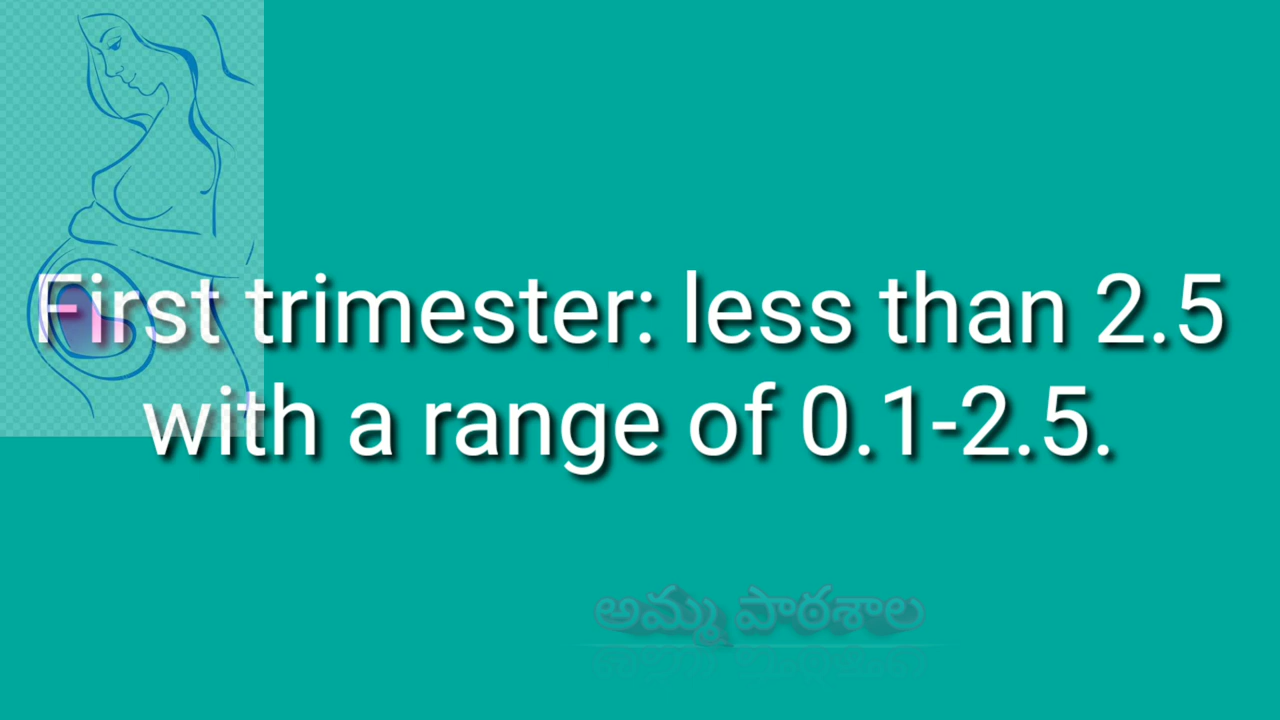 First trimester: less than 2.5
with a range of 0.1-2.5.
అమ్మ పాఠశాల